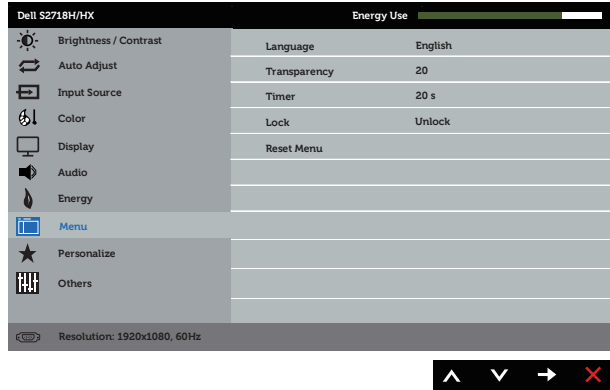 Dell S2718H/HX Energy Use
Brightness / Contrast
Auto Adjust
Input Source
Color
Display
Audio
Energy
Menu
Personalize
Others
Language English
Transparency 20
Timer 20 s
Lock Unlock
Reset Menu
Resolution: 1920x1080, 60Hz